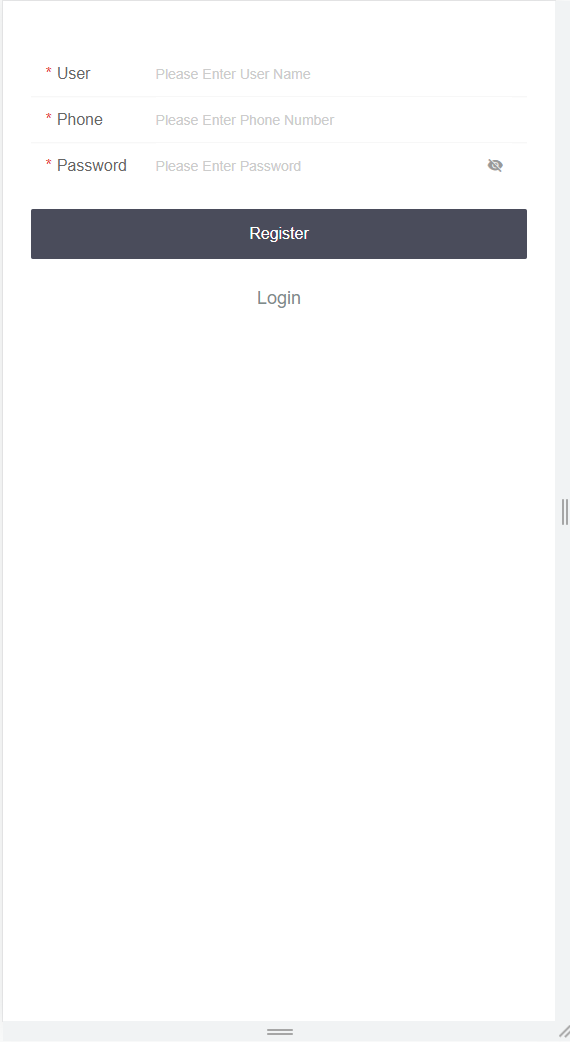 * User Please Enter User Name
* Phone Please Enter Phone Number
* Password Please Enter Password
Register
Login